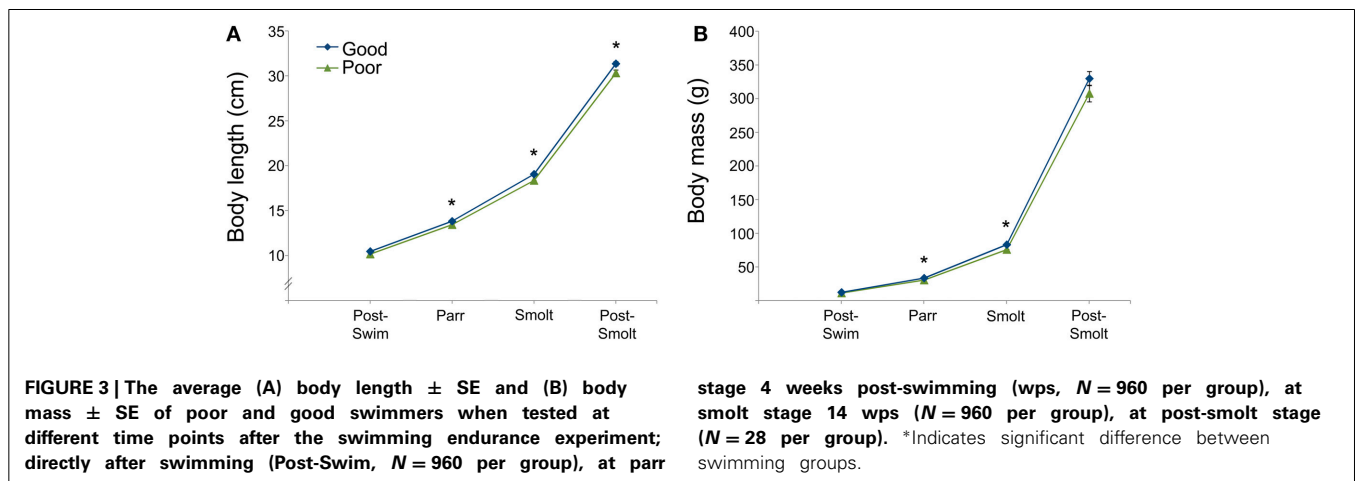 A
Body length (cm)
35
30
25
20
15
10
Good
Poor
*
*
*
Post-
Swim
Parr
Smolt
Post-
Smolt
B
Body mass (g)
400
350
300
250
200
150
100
50
*
*
Post-
Swim
Parr
Smolt
Post-
Smolt
FIGURE 3 | The average (A) body length ± SE and (B) body
mass ± SE of poor and good swimmers when tested at
different time points after the swimming endurance experiment;
directly after swimming (Post-Swim, N = 960 per group), at parr
stage 4 weeks post-swimming (wps, N = 960 per group), at
smolt stage 14 wps (N = 960 per group), at post-smolt stage
(N = 28 per group). *Indicates significant difference between
swimming groups.